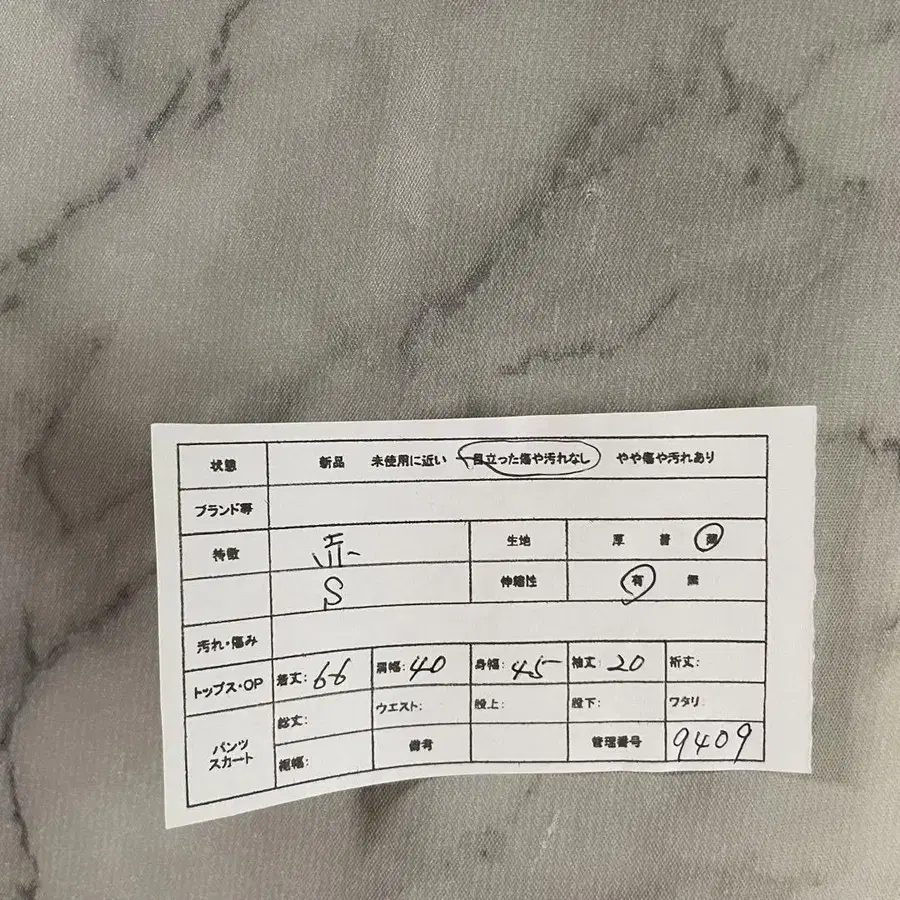 状態 新品 未使用に近い 目立った傷や汚れなし やや傷や汚れあり
ブランド等
特徴 生地 厚 普 薄
S 伸縮性 有 無
汚れ・傷み
トップス・OP 着丈: 66 肩幅: 40 身幅: 45 袖丈: 20 裄丈:
パンツ スカート 総丈: ウエスト: 股上: 股下: ワタリ:
裾幅: 備考 管理番号 9409